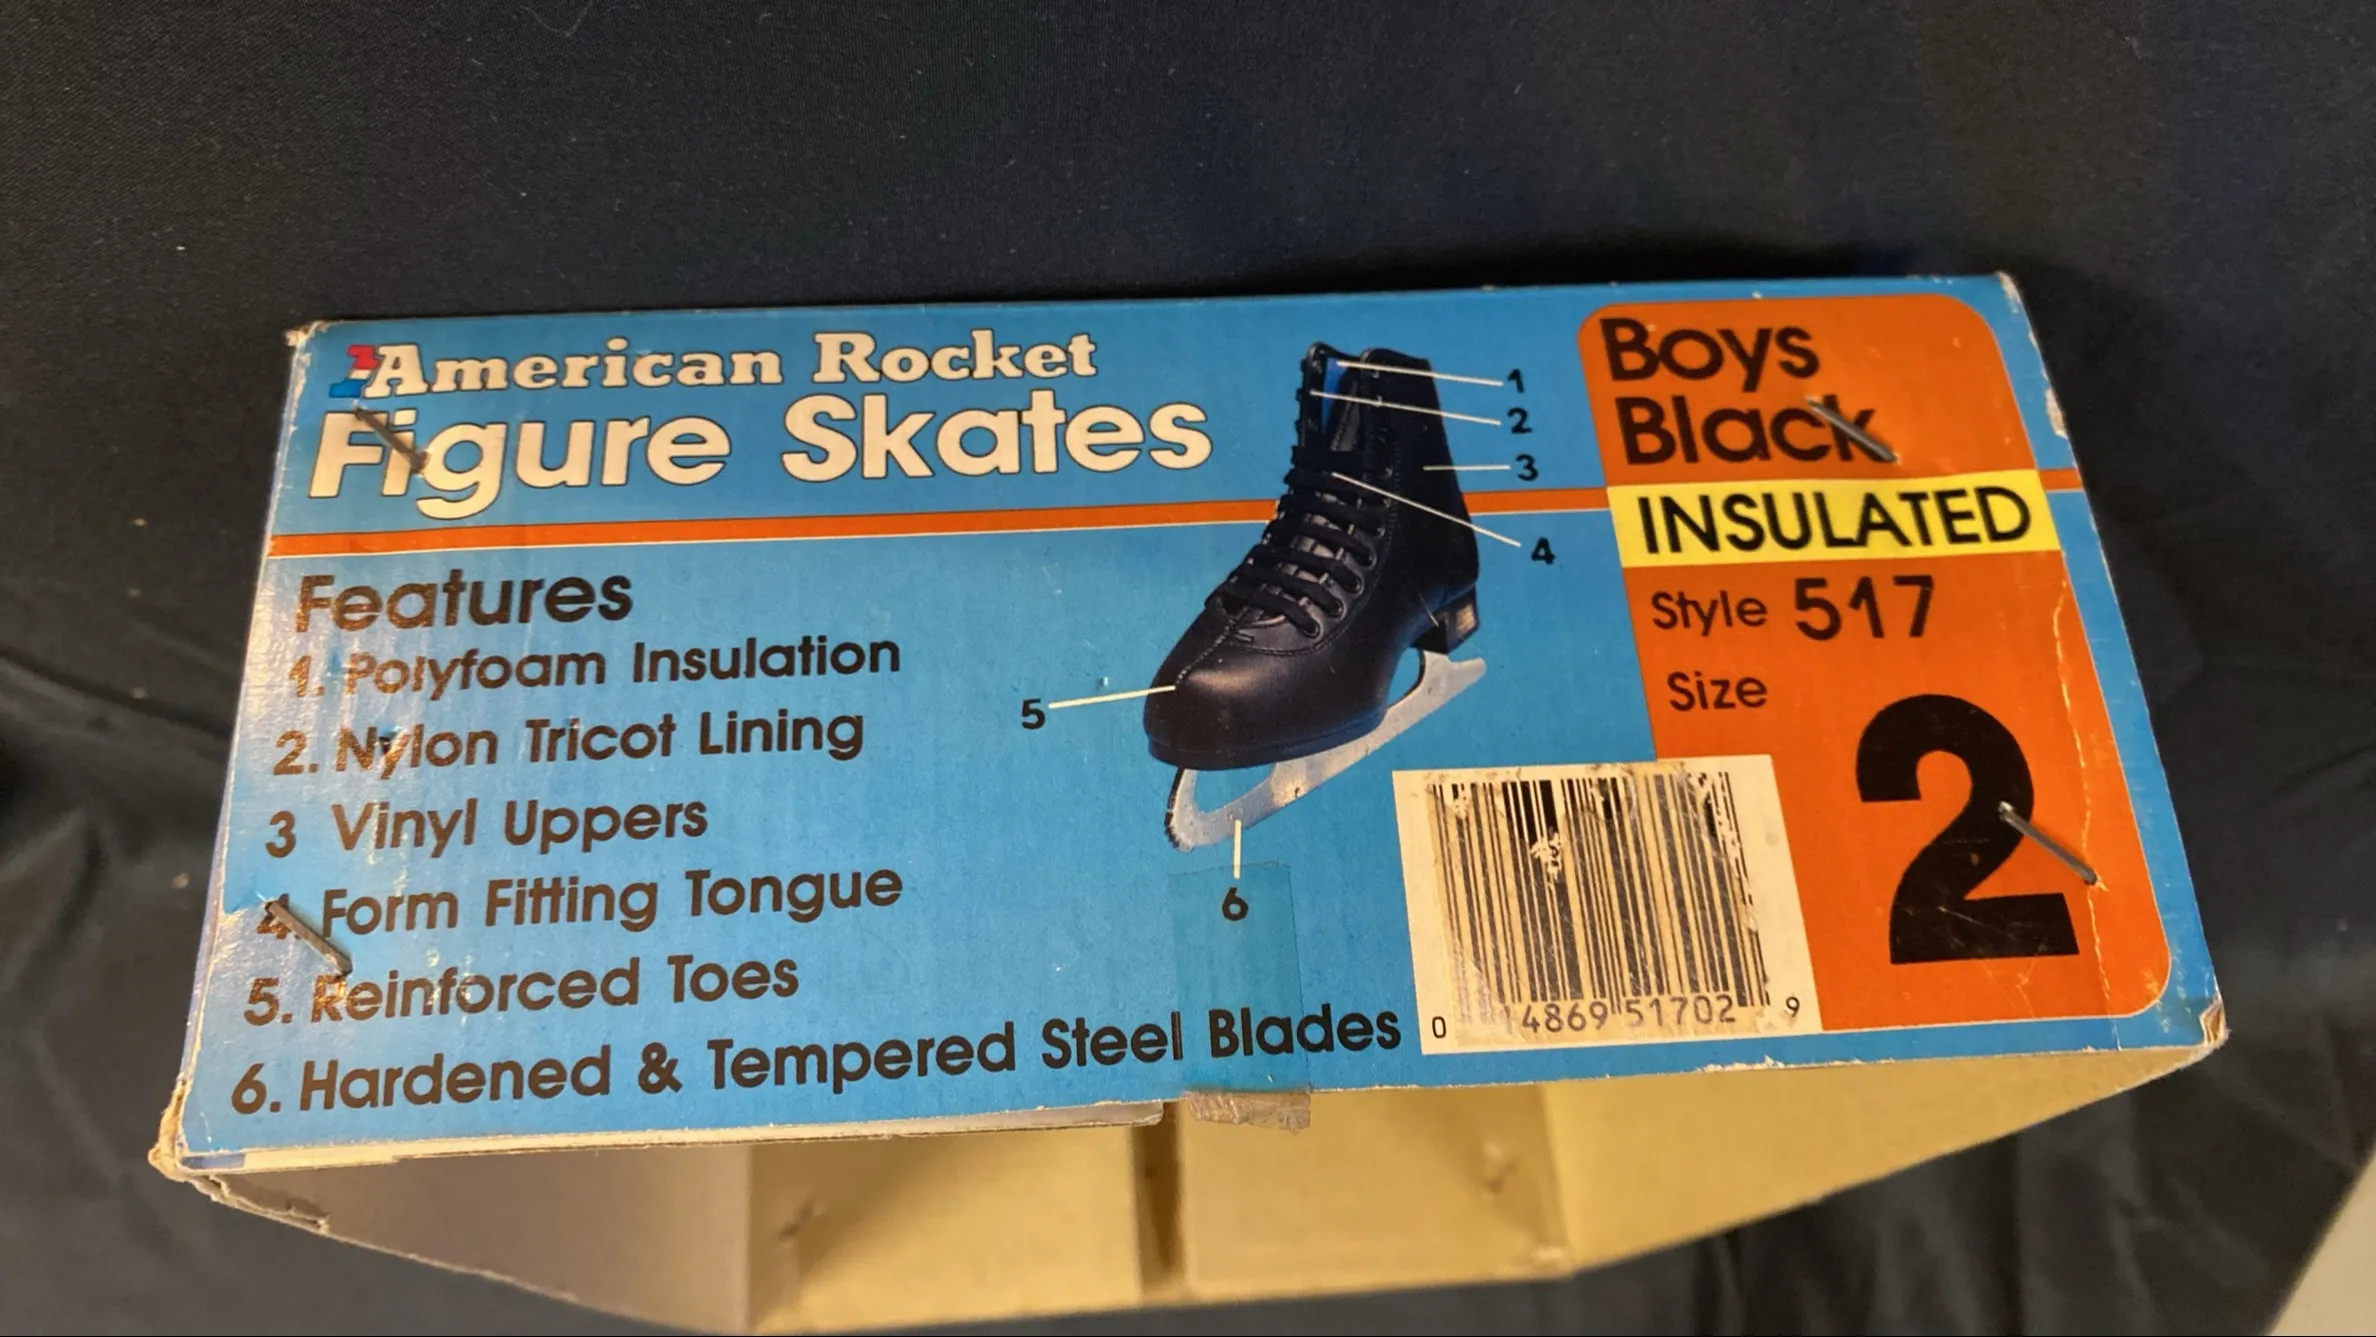 American Rocket
Figure Skates
Features
1. Polyfoam Insulation
2. Nylon Tricot Lining
3 Vinyl Uppers
4 Form Fitting Tongue
5. Reinforced Toes
6. Hardened & Tempered Steel Blades
1
2
3
4
5
6
Boys
Black
INSULATED
Style 517
Size
2
0 14869 51702 9